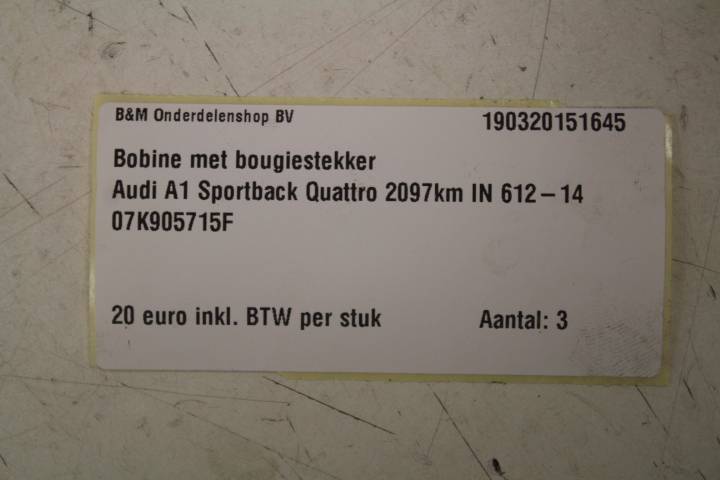 B&M Onderdelenshop BV 190320151645
Bobine met bougiestekker
Audi A1 Sportback Quattro 2097km IN 612-14
07K905715F
20 euro inkl. BTW per stuk Aantal: 3